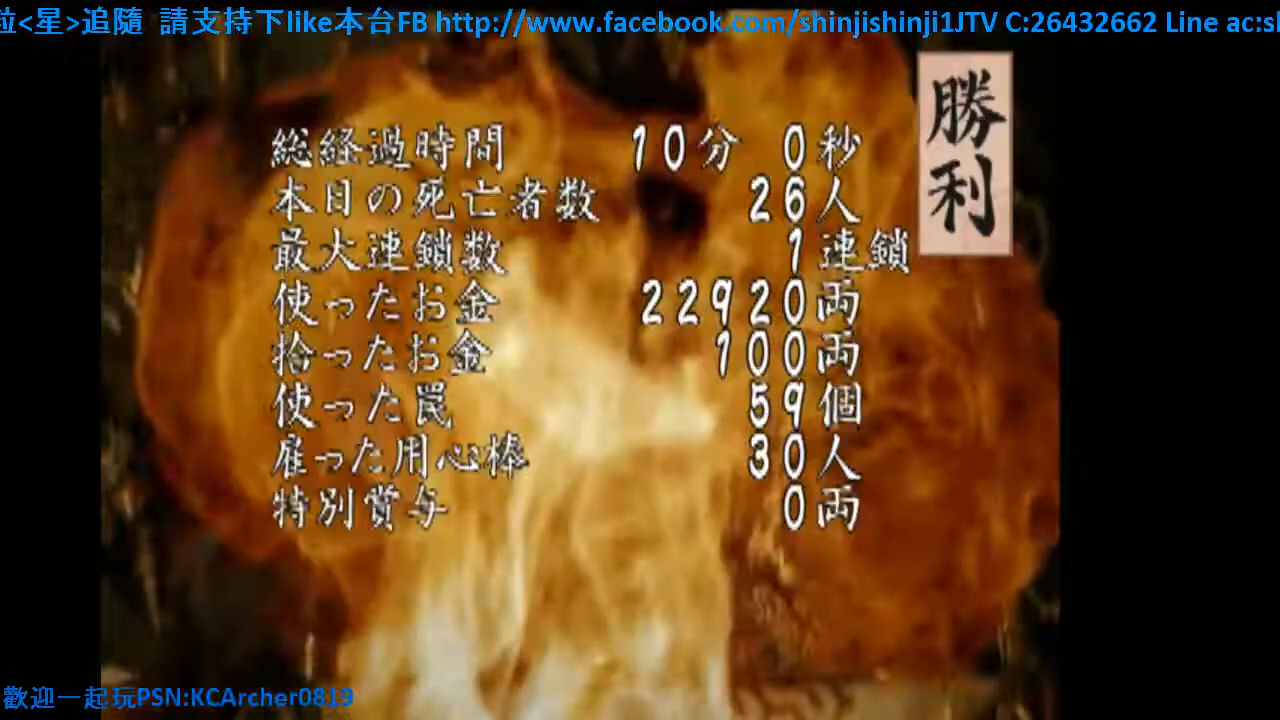 粒<星>追隨 請支持下like本台FB http://www.facebook.com/shinjishinji1JTV C:26432662 Line ac:sl
勝利
総経過時間 10分 0秒
本日の死亡者数 26人
最大連鎖数 1連鎖
使ったお金 22920両
拾ったお金 100両
使った罠 59個
雇った用心棒 30人
特別賞与 0両
歡迎一起玩PSN:KCArcher0819